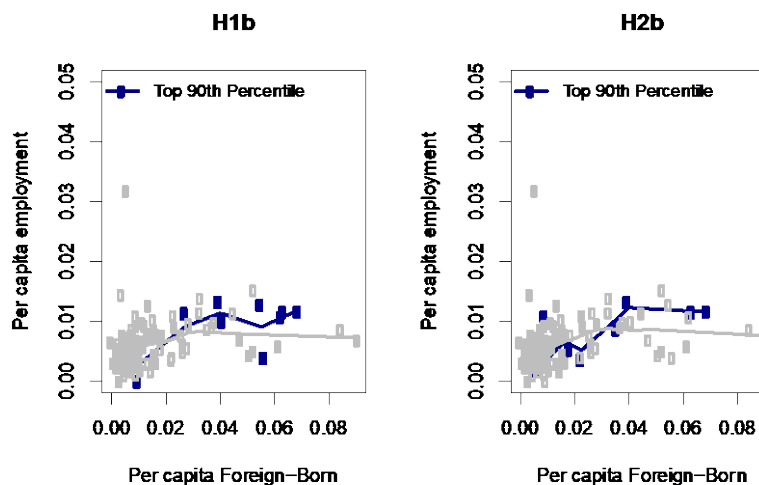 H1b
Per capita employment
0.05
0.04
0.03
0.02
0.01
0.00
Top 90th Percentile
0.00 0.02 0.04 0.06 0.08
Per capita Foreign−Born
H2b
Per capita employment
0.05
0.04
0.03
0.02
0.01
0.00
Top 90th Percentile
0.00 0.02 0.04 0.06 0.08
Per capita Foreign−Born